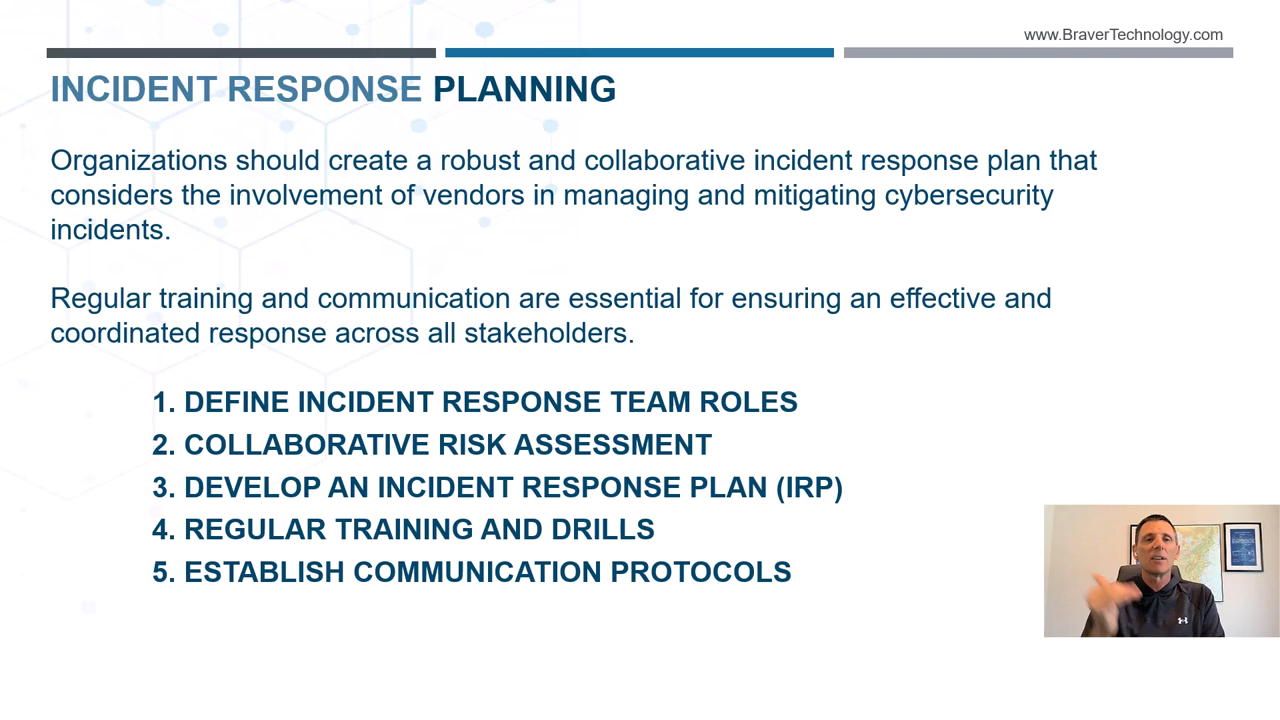 www.BraverTechnology.com
INCIDENT RESPONSE PLANNING
Organizations should create a robust and collaborative incident response plan that
considers the involvement of vendors in managing and mitigating cybersecurity
incidents.
Regular training and communication are essential for ensuring an effective and
coordinated response across all stakeholders.
1. DEFINE INCIDENT RESPONSE TEAM ROLES
2. COLLABORATIVE RISK ASSESSMENT
3. DEVELOP AN INCIDENT RESPONSE PLAN (IRP)
4. REGULAR TRAINING AND DRILLS
5. ESTABLISH COMMUNICATION PROTOCOLS